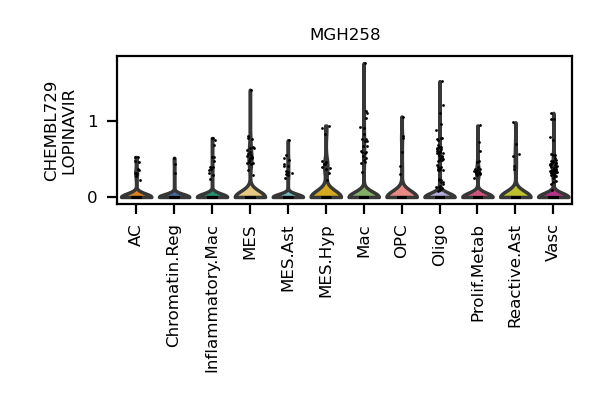 MGH258
CHEMBL729
LOPINAVIR
1
0
AC
Chromatin.Reg
Inflammatory.Mac
MES
MES.Ast
MES.Hyp
Mac
OPC
Oligo
Prolif.Metab
Reactive.Ast
Vasc